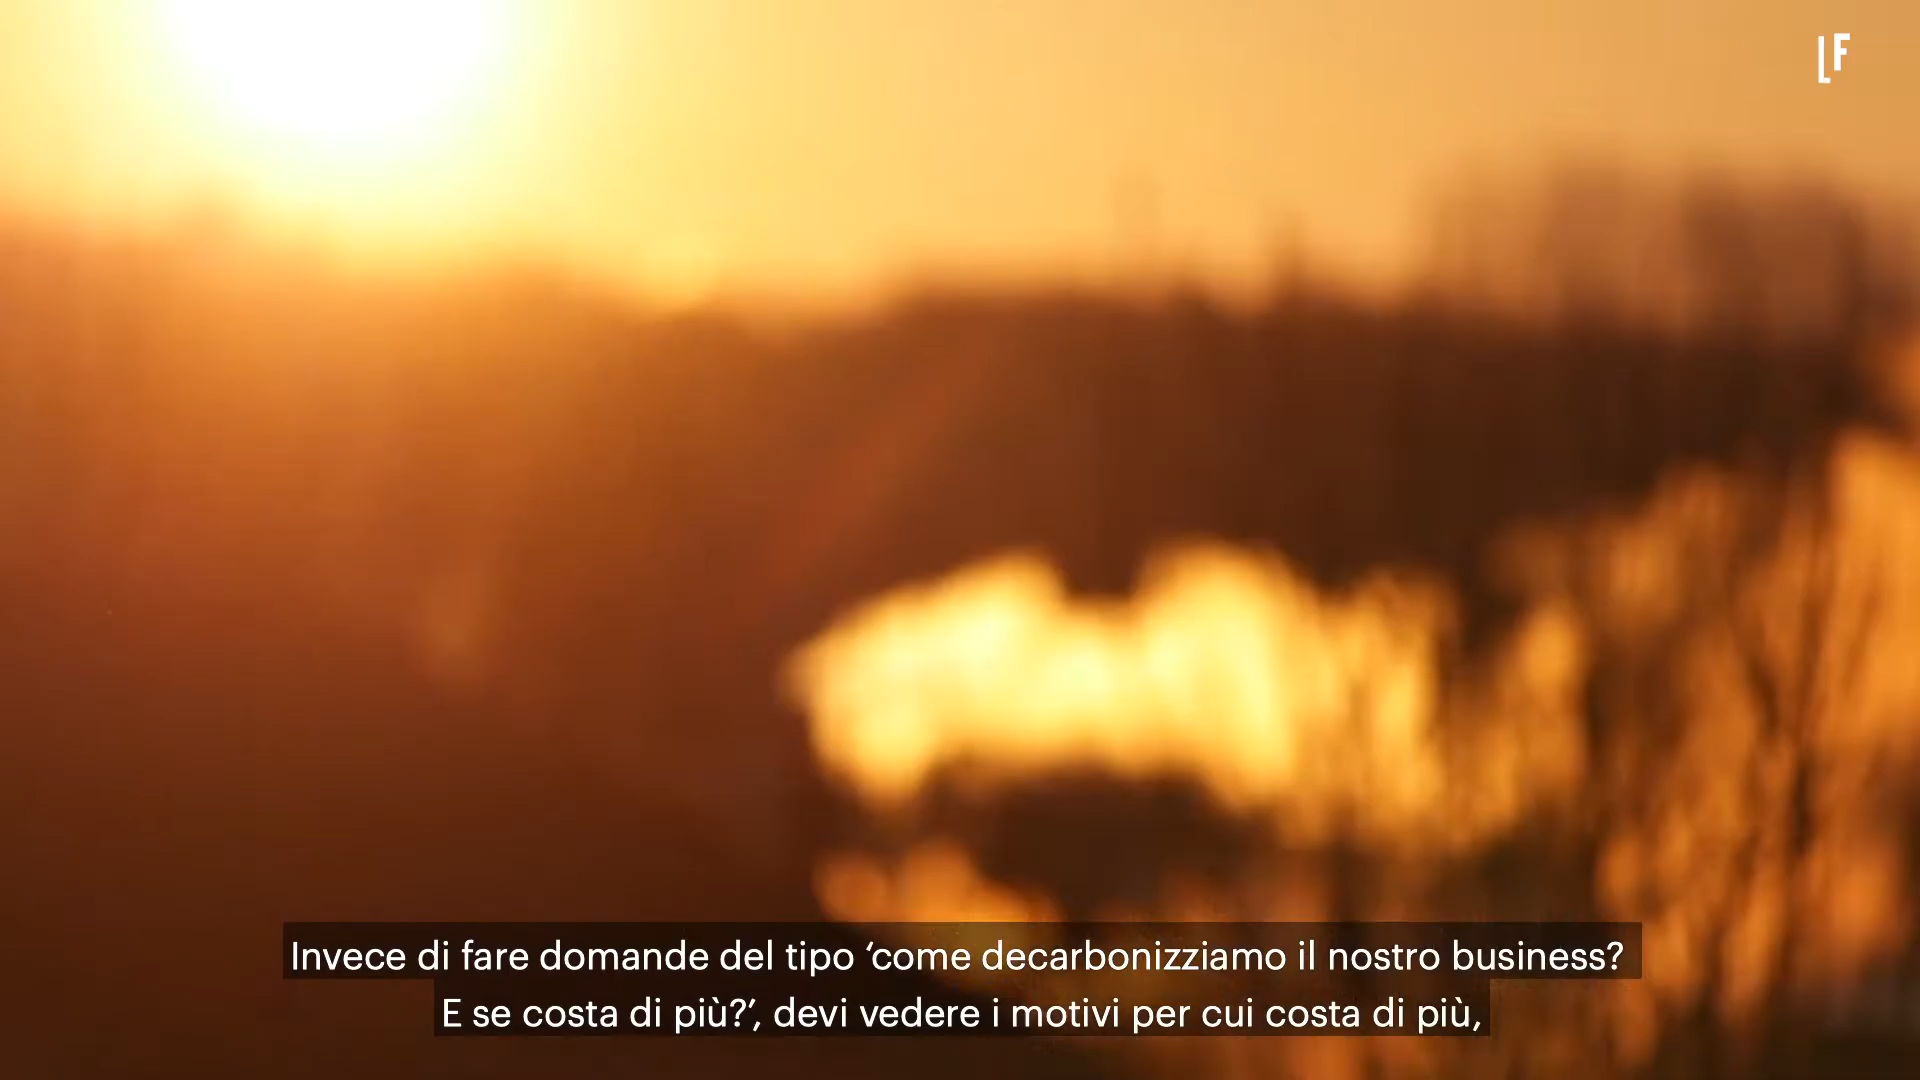 LF
Invece di fare domande del tipo ‘come decarbonizziamo il nostro business?
E se costa di più?’, devi vedere i motivi per cui costa di più,